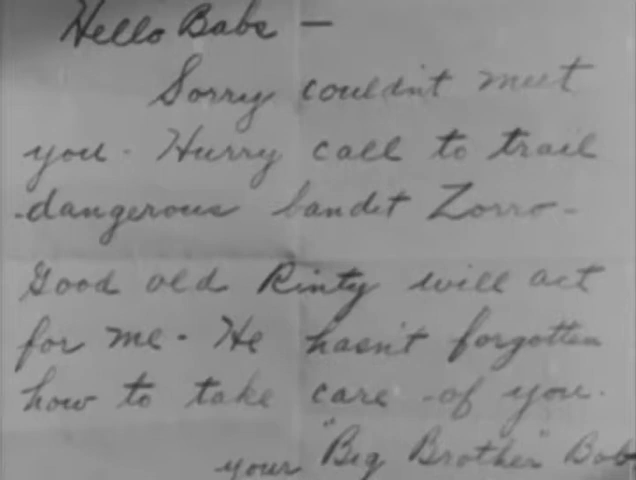 Hello Babs –
Sorry couldn't meet
you. Hurry call to trail
dangerous bandit Zorro –
Good old Rinty will act
for me. He hasn't forgotten
how to take care of you.
your "Big Brother" Bob